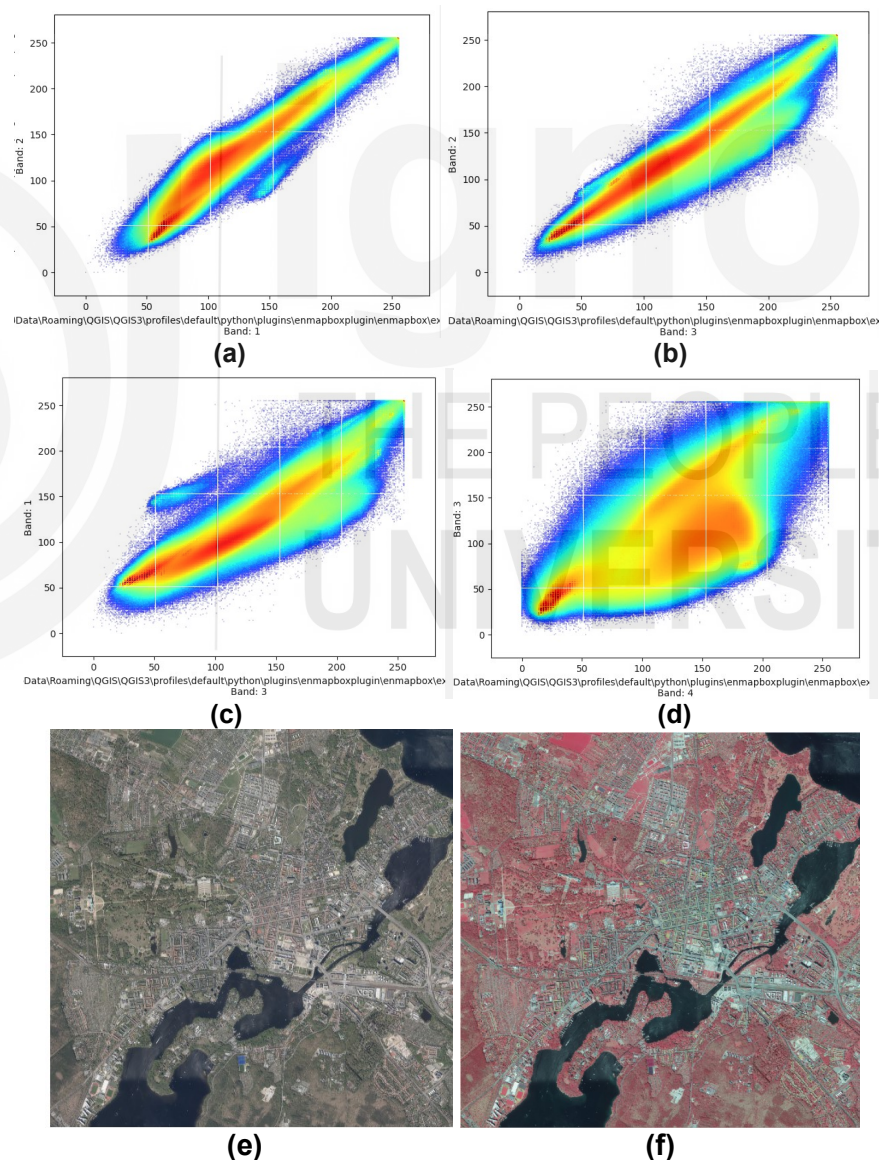 250
200
150
100
50
0
Band: 2
0 50 100 150 200 250
Data\Roaming\QGIS\QGIS3\profiles\default\python\plugins\enmapboxplugin\enmapbox\ex
Band: 1
(a)
250
200
150
100
50
0
Band: 2
0 50 100 150 200 250
Data\Roaming\QGIS\QGIS3\profiles\default\python\plugins\enmapboxplugin\enmapbox\ex
Band: 3
(b)
250
200
150
100
50
0
Band: 1
0 50 100 150 200 250
Data\Roaming\QGIS\QGIS3\profiles\default\python\plugins\enmapboxplugin\enmapbox\ex
Band: 3
(c)
250
200
150
100
50
0
Band: 3
0 50 100 150 200 250
Data\Roaming\QGIS\QGIS3\profiles\default\python\plugins\enmapboxplugin\enmapbox\ex
Band: 4
(d)
(e)
(f)
igno
THE PEOPLE
UNIVERSIT